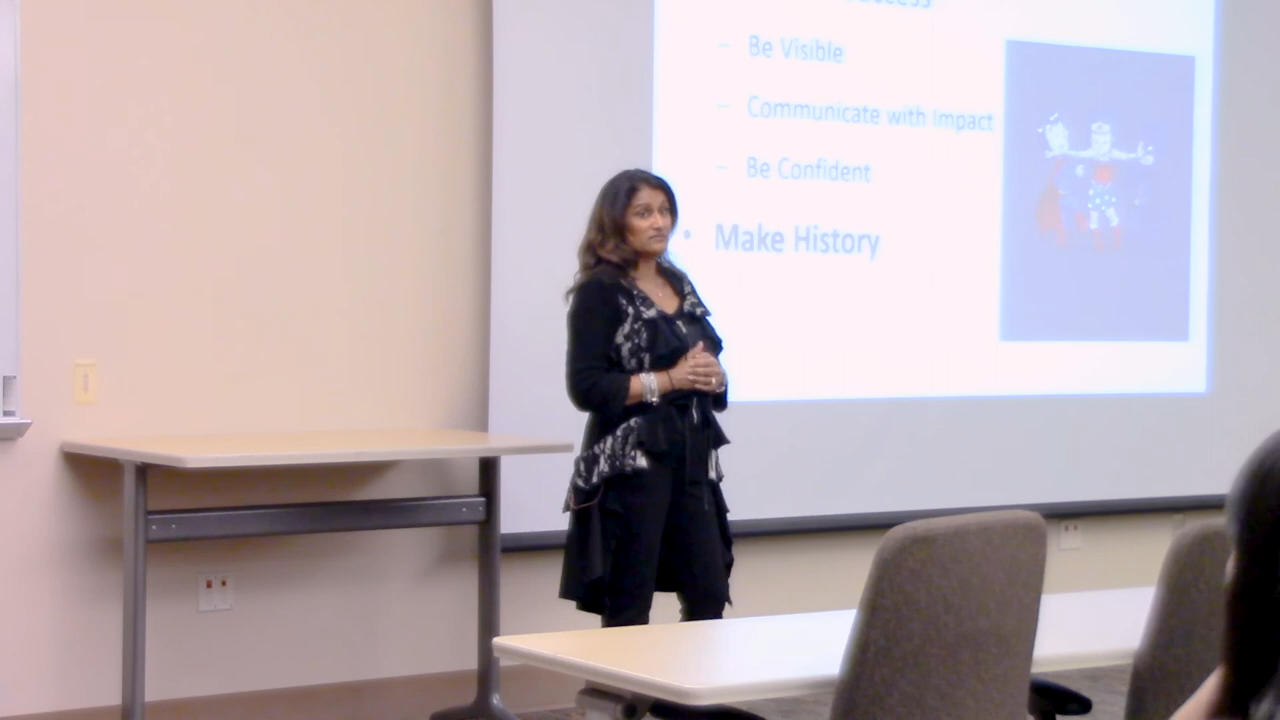 – Be Visible
– Communicate with Impact
– Be Confident
• Make History